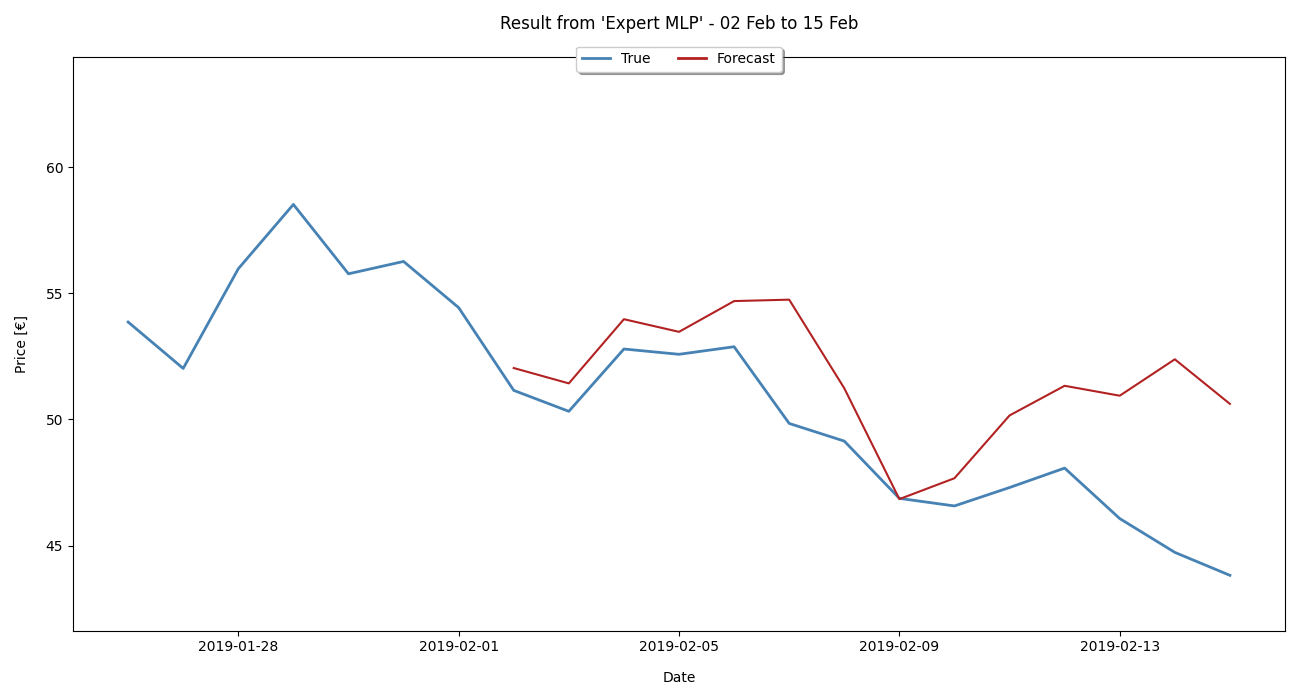 Result from 'Expert MLP' - 02 Feb to 15 Feb
True Forecast
60
55
50
45
Price [€]
2019-01-28 2019-02-01 2019-02-05 2019-02-09 2019-02-13
Date